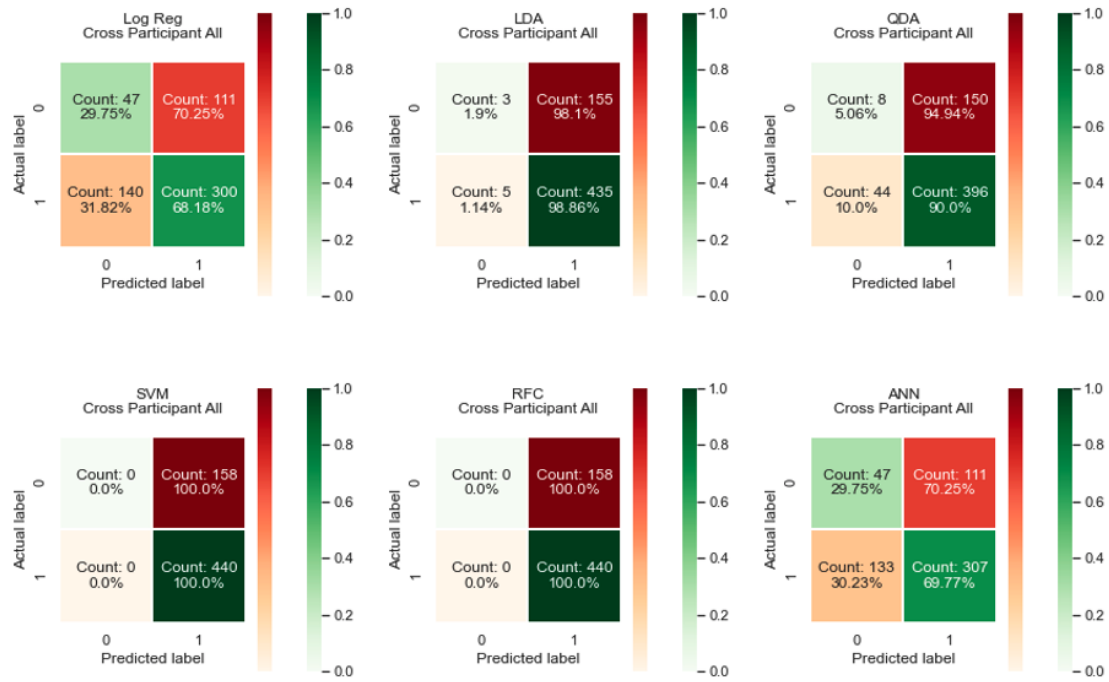 Log Reg
Cross Participant All
Actual label
0
1
Count: 47
29.75%
Count: 111
70.25%
Count: 140
31.82%
Count: 300
68.18%
0
1
Predicted label
1.0
0.8
0.6
0.4
0.2
0.0
LDA
Cross Participant All
Actual label
0
1
Count: 3
1.9%
Count: 155
98.1%
Count: 5
1.14%
Count: 435
98.86%
0
1
Predicted label
1.0
0.8
0.6
0.4
0.2
0.0
QDA
Cross Participant All
Actual label
0
1
Count: 8
5.06%
Count: 150
94.94%
Count: 44
10.0%
Count: 396
90.0%
0
1
Predicted label
1.0
0.8
0.6
0.4
0.2
0.0
SVM
Cross Participant All
Actual label
0
1
Count: 0
0.0%
Count: 158
100.0%
Count: 0
0.0%
Count: 440
100.0%
0
1
Predicted label
1.0
0.8
0.6
0.4
0.2
0.0
RFC
Cross Participant All
Actual label
0
1
Count: 0
0.0%
Count: 158
100.0%
Count: 0
0.0%
Count: 440
100.0%
0
1
Predicted label
1.0
0.8
0.6
0.4
0.2
0.0
ANN
Cross Participant All
Actual label
0
1
Count: 47
29.75%
Count: 111
70.25%
Count: 133
30.23%
Count: 307
69.77%
0
1
Predicted label
1.0
0.8
0.6
0.4
0.2
0.0